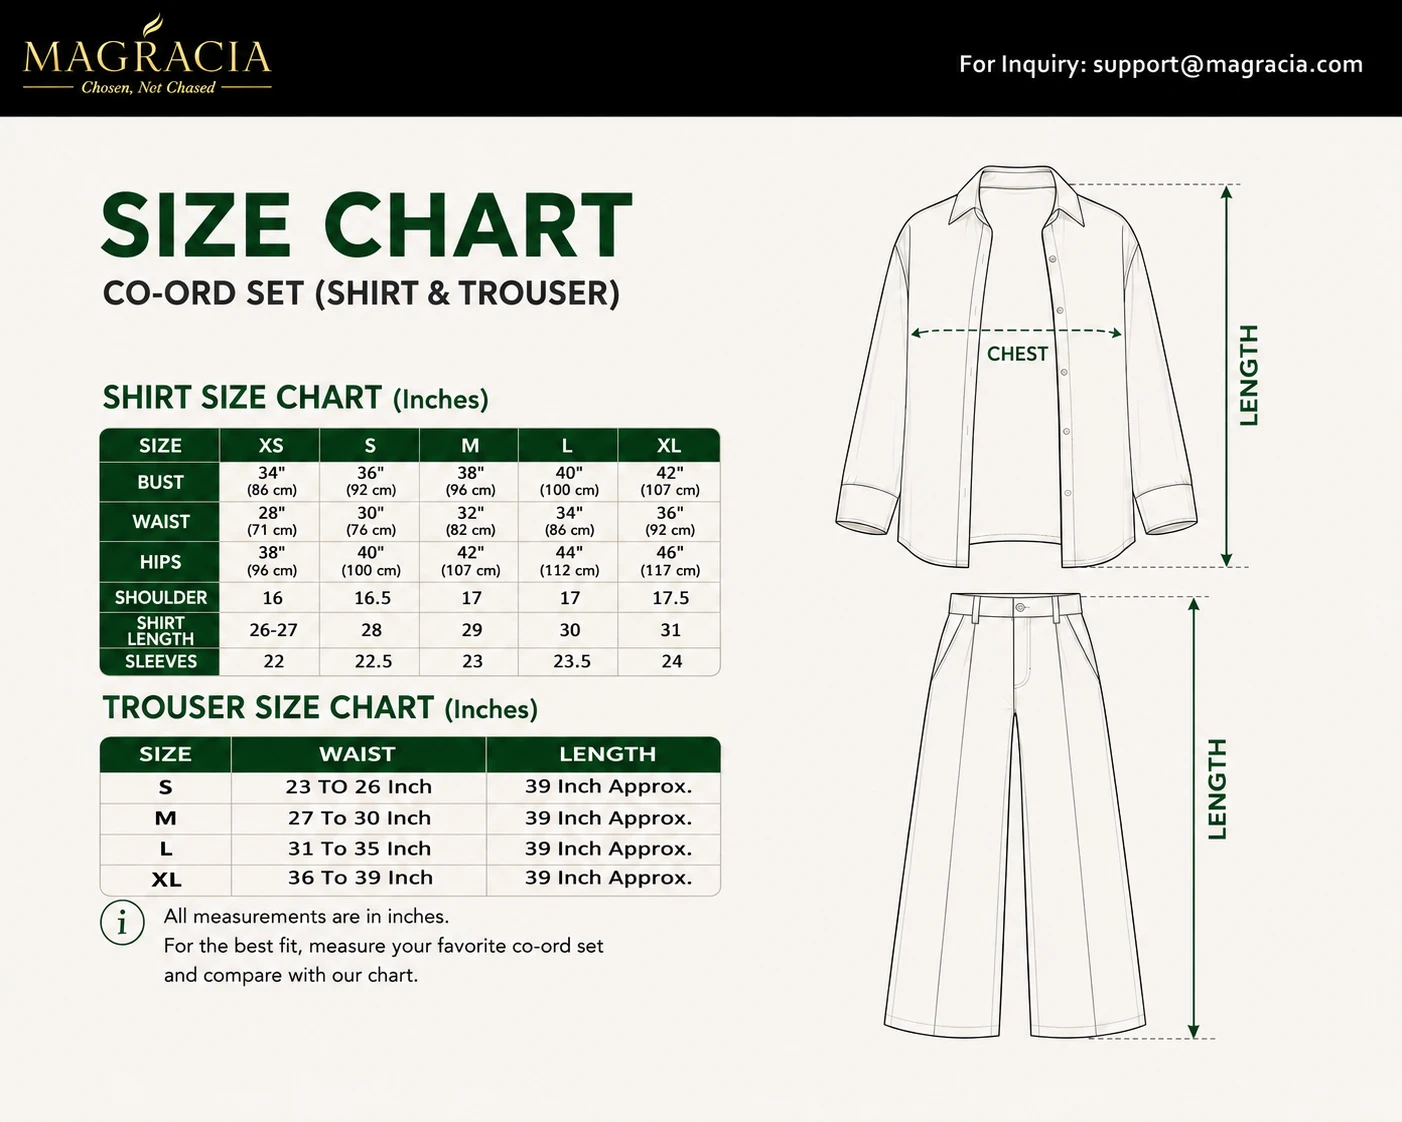 MAGRACIA
Chosen, Not Chased
For Inquiry: support@magracia.com
SIZE CHART
CO-ORD SET (SHIRT & TROUSER)
SHIRT SIZE CHART (Inches)
SIZE XS S M L XL
BUST 34" (86 cm) 36" (92 cm) 38" (96 cm) 40" (100 cm) 42" (107 cm)
WAIST 28" (71 cm) 30" (76 cm) 32" (82 cm) 34" (86 cm) 36" (92 cm)
HIPS 38" (96 cm) 40" (100 cm) 42" (107 cm) 44" (112 cm) 46" (117 cm)
SHOULDER 16 16.5 17 17 17.5
SHIRT LENGTH 26-27 28 29 30 31
SLEEVES 22 22.5 23 23.5 24
TROUSER SIZE CHART (Inches)
SIZE WAIST LENGTH
S 23 TO 26 Inch 39 Inch Approx.
M 27 To 30 Inch 39 Inch Approx.
L 31 To 35 Inch 39 Inch Approx.
XL 36 To 39 Inch 39 Inch Approx.
i
All measurements are in inches.
For the best fit, measure your favorite co-ord set
and compare with our chart.
CHEST
LENGTH
LENGTH